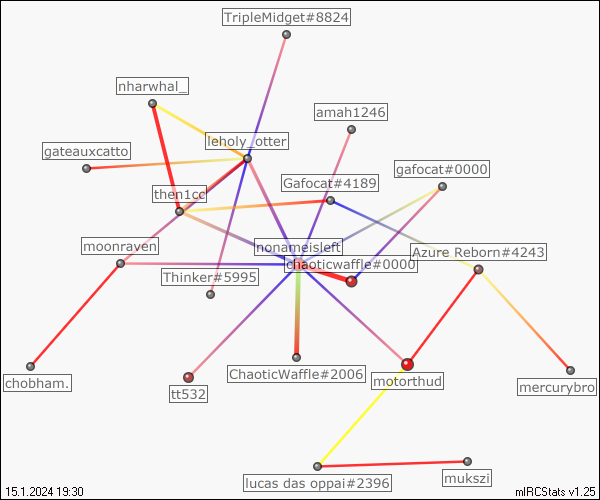 TripleMidget#8824
nharwhal_
amah1246
leholy_otter
gateauxcatto
gafocat#0000
Gafocat#4189
then1cc
moonraven
nonameisleft
Azure Reborn#4243
chaoticwaffle#0000
Thinker#5995
ChaoticWaffle#2006
chobham.
tt532
motorthud
mercurybro
mukszi
lucas das oppai#2396
15.1.2024 19:30
mIRCStats v1.25